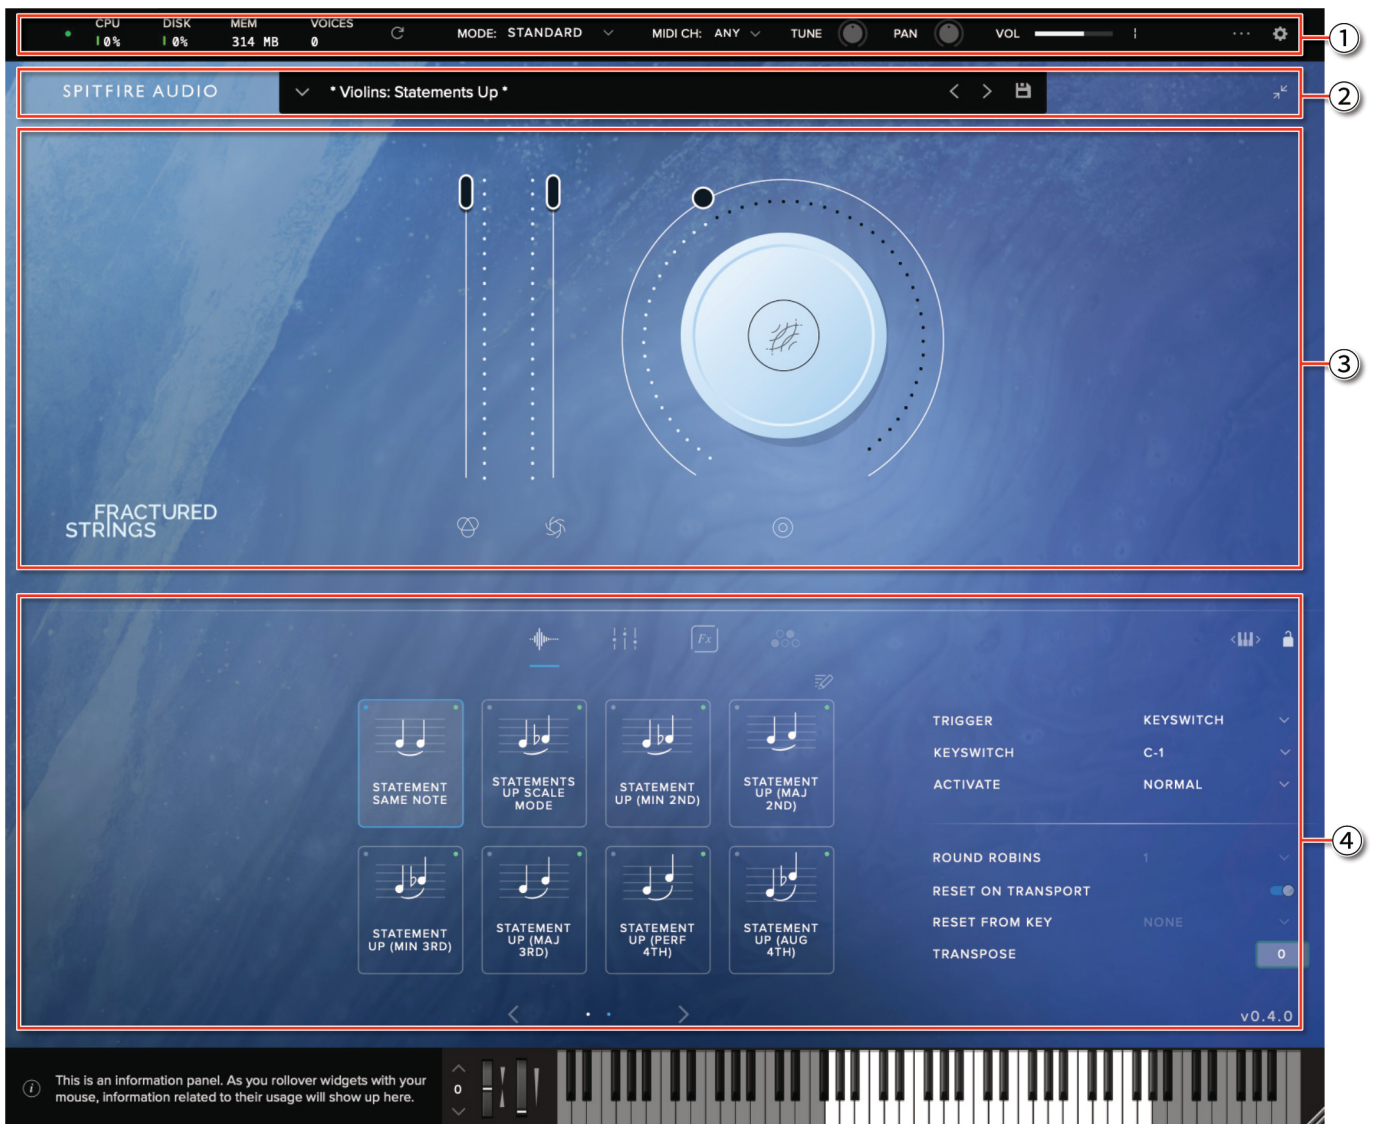 CPU DISK MEM VOICES
0% 0% 314 MB 0
MODE: STANDARD MIDI CH: ANY TUNE PAN VOL
1
SPITFIRE AUDIO
* Violins: Statements Up *
2
3
FRACTURED
STRINGS
Fx
STATEMENT
SAME NOTE
STATEMENTS
UP SCALE
MODE
STATEMENT
UP (MIN 2ND)
STATEMENT
UP (MAJ
2ND)
STATEMENT
UP (MIN 3RD)
STATEMENT
UP (MAJ
3RD)
STATEMENT
UP (PERF
4TH)
STATEMENT
UP (AUG
4TH)
TRIGGER KEYSWITCH
KEYSWITCH C-1
ACTIVATE NORMAL
ROUND ROBINS 1
RESET ON TRANSPORT
RESET FROM KEY NONE
TRANSPOSE 0
4
v0.4.0
This is an information panel. As you rollover widgets with your
mouse, information related to their usage will show up here.
0